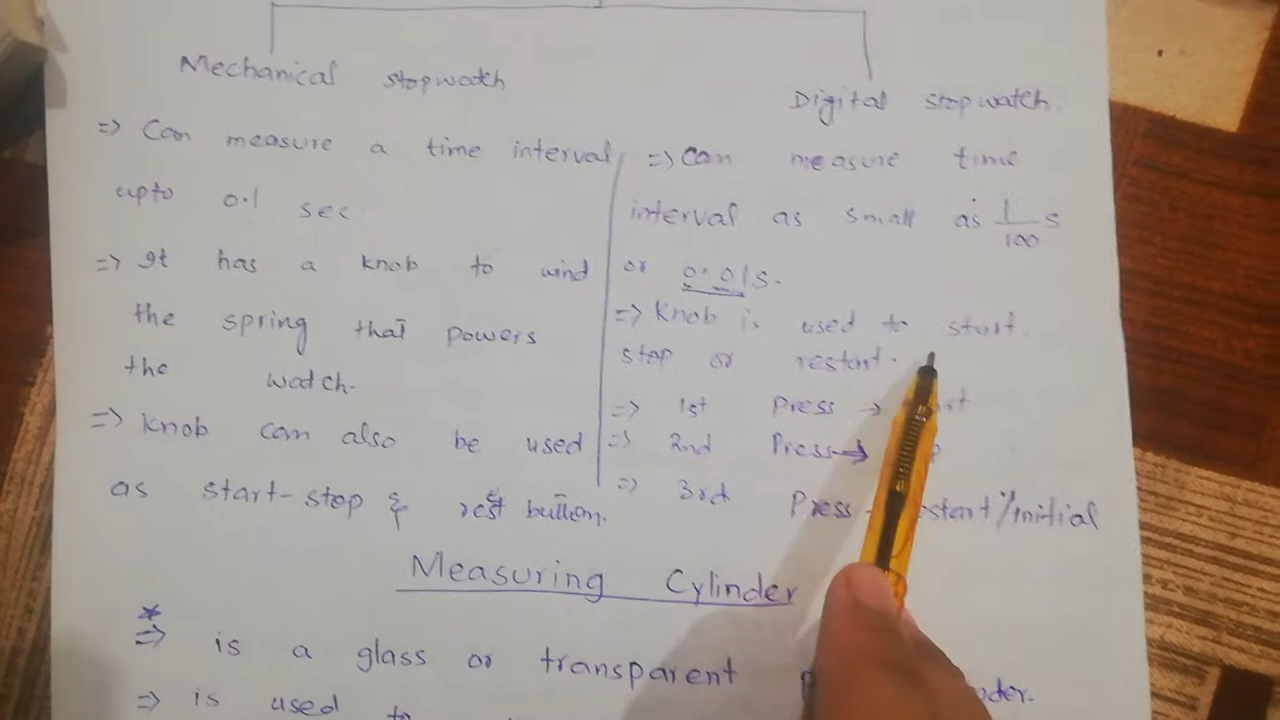 Mechanical stopwatch
=> Can measure a time interval
upto 0.1 sec.
=> It has a knob to wind
the spring that powers
the watch.
=> knob can also be used
as start-stop & reset button.
Digital stopwatch
=> Can measure time
interval as small as 1/100 s
or 0.01s.
=> Knob is used to start
stop or restart.
=> 1st Press →
=> 2nd Press →
=> 3rd Press /initial
Measuring Cylinder
=> is a glass or transparent
=> is used to